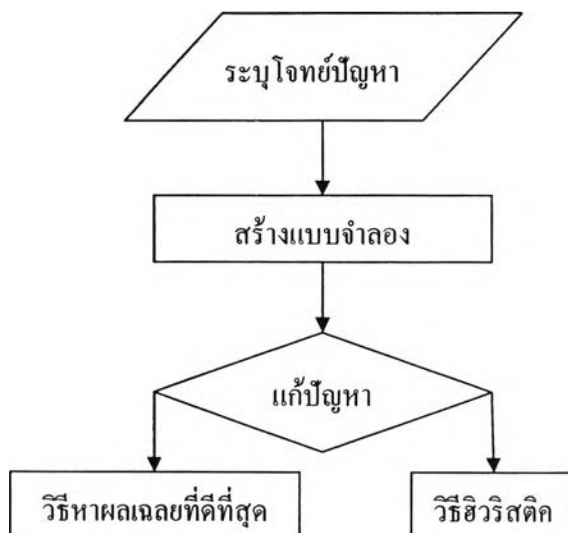 ระบุโจทย์ปัญหา
สร้างแบบจำลอง
แก้ปัญหา
วิธีหาผลเฉลยที่ดีที่สุด
วิธีฮิวริสติค